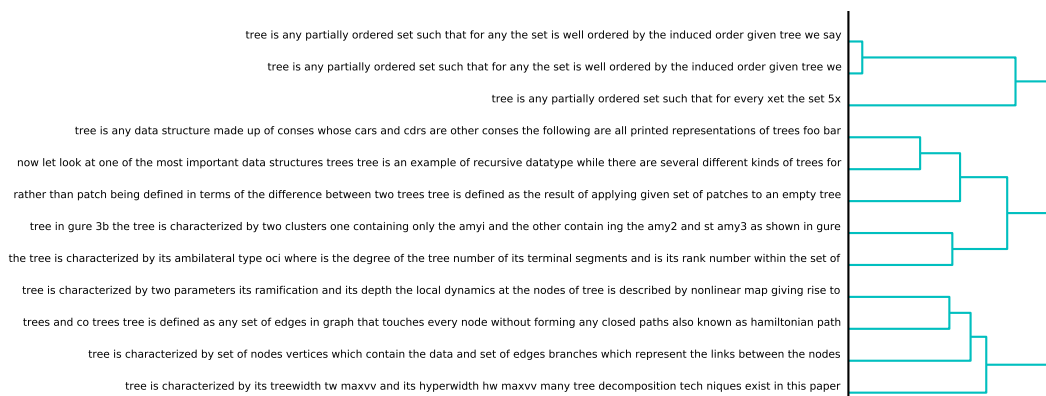 tree is any partially ordered set such that for any the set is well ordered by the induced order given tree we say
tree is any partially ordered set such that for any the set is well ordered by the induced order given tree we
tree is any partially ordered set such that for every xet the set 5x
tree is any data structure made up of conses whose cars and cdrs are other conses the following are all printed representations of trees foo bar
now let look at one of the most important data structures trees tree is an example of recursive datatype while there are several different kinds of trees for
rather than patch being defined in terms of the difference between two trees tree is defined as the result of applying given set of patches to an empty tree
tree in gure 3b the tree is characterized by two clusters one containing only the amyi and the other contain ing the amy2 and st amy3 as shown in gure
the tree is characterized by its ambilateral type oci where is the degree of the tree number of its terminal segments and is its rank number within the set of
tree is characterized by two parameters its ramification and its depth the local dynamics at the nodes of tree is described by nonlinear map giving rise to
trees and co trees tree is defined as any set of edges in graph that touches every node without forming any closed paths also known as hamiltonian path
tree is characterized by set of nodes vertices which contain the data and set of edges branches which represent the links between the nodes
tree is characterized by its treewidth tw maxvv and its hyperwidth hw maxvv many tree decomposition tech niques exist in this paper